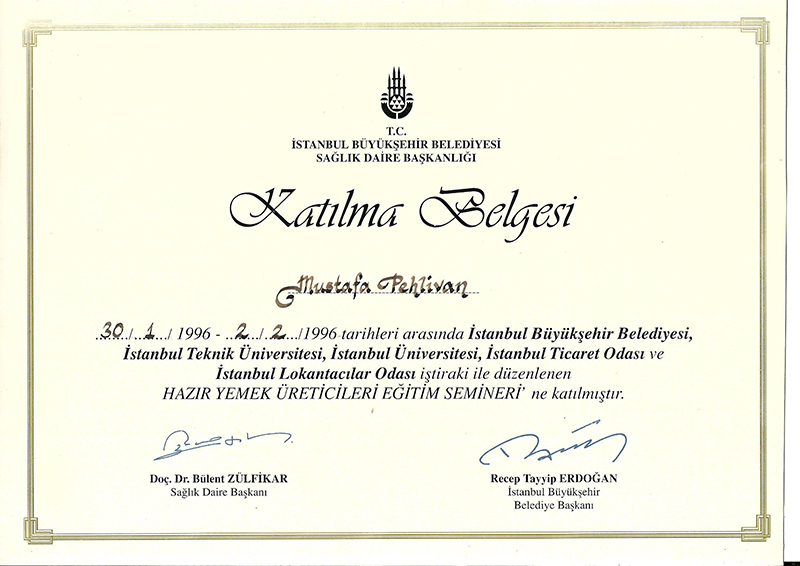 T.C.
İSTANBUL BÜYÜKŞEHİR BELEDİYESİ
SAĞLIK DAİRE BAŞKANLIĞI
Katılma Belgesi
Mustafa Pehlivan
30/1/ 1996 - 2/2/1996 tarihleri arasında İstanbul Büyükşehir Belediyesi,
İstanbul Teknik Üniversitesi, İstanbul Üniversitesi, İstanbul Ticaret Odası ve
İstanbul Lokantacılar Odası iştiraki ile düzenlenen
HAZIR YEMEK ÜRETİCİLERİ EĞİTİM SEMİNERİ' ne katılmıştır.
Doç. Dr. Bülent ZÜLFİKAR
Sağlık Daire Başkanı
Recep Tayyip ERDOĞAN
İstanbul Büyükşehir
Belediye Başkanı